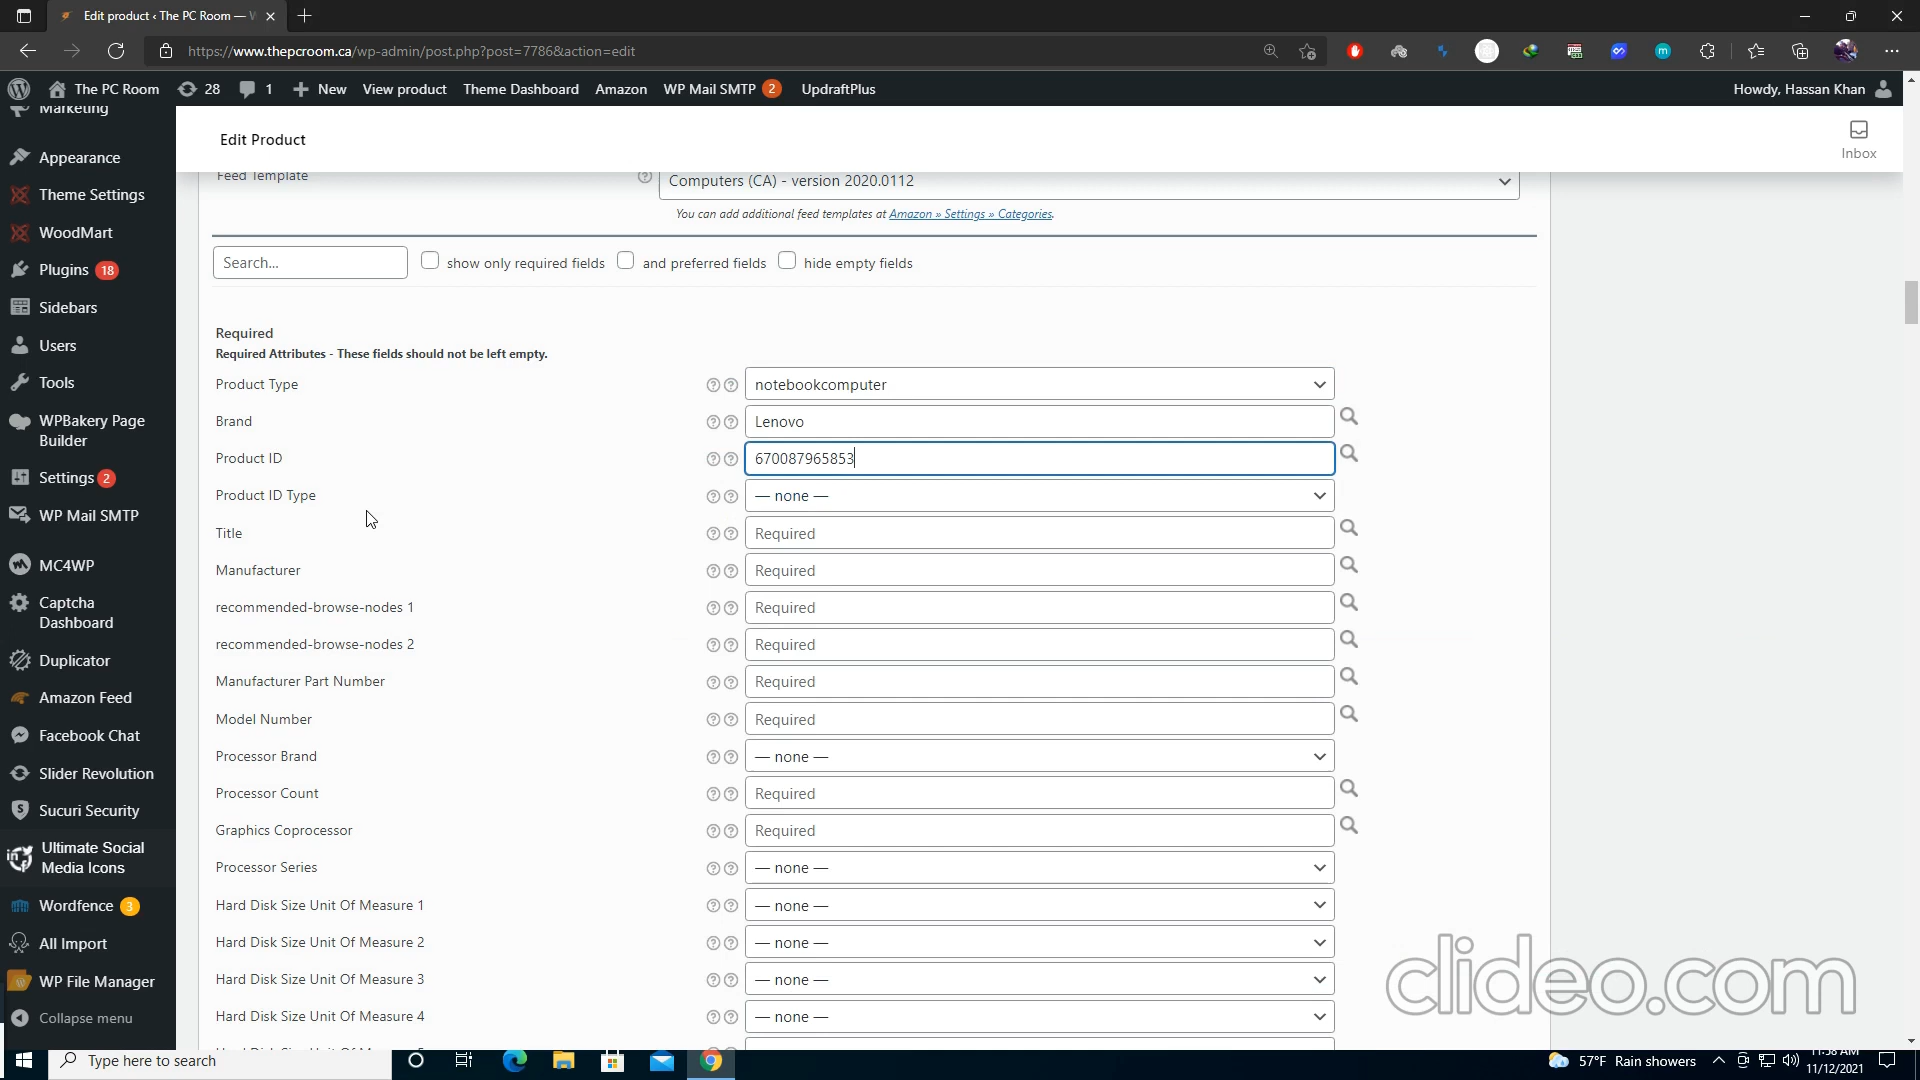 Edit product ‹ The PC Room — W
https://www.thepcroom.ca/wp-admin/post.php?post=7786&action=edit
The PC Room
28
1
New
View product
Theme Dashboard
Amazon
WP Mail SMTP 2
UpdraftPlus
Howdy, Hassan Khan
Marketing
Appearance
Theme Settings
WoodMart
Plugins 18
Sidebars
Users
Tools
WPBakery Page
Builder
Settings 2
WP Mail SMTP
MC4WP
Captcha
Dashboard
Duplicator
Amazon Feed
Facebook Chat
Slider Revolution
Sucuri Security
Ultimate Social
Media Icons
Wordfence 3
All Import
WP File Manager
Collapse menu
Edit Product
Inbox
Feed Template
Computers (CA) - version 2020.0112
You can add additional feed templates at Amazon » Settings » Categories.
Search...
show only required fields
and preferred fields
hide empty fields
Required
Required Attributes - These fields should not be left empty.
Product Type
notebookcomputer
Brand
Lenovo
Product ID
670087965853
Product ID Type
— none —
Title
Required
Manufacturer
Required
recommended-browse-nodes 1
Required
recommended-browse-nodes 2
Required
Manufacturer Part Number
Required
Model Number
Required
Processor Brand
— none —
Processor Count
Required
Graphics Coprocessor
Required
Processor Series
— none —
Hard Disk Size Unit Of Measure 1
— none —
Hard Disk Size Unit Of Measure 2
— none —
Hard Disk Size Unit Of Measure 3
— none —
Hard Disk Size Unit Of Measure 4
— none —
clideo.com
Type here to search
57°F Rain showers
11:58 AM
11/12/2021